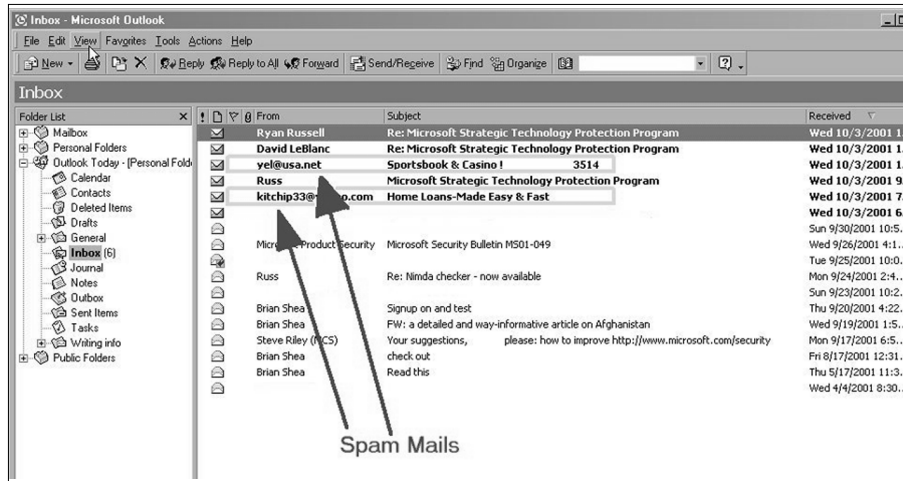 Inbox - Microsoft Outlook
File Edit View Favorites Tools Actions Help
New Reply Reply to All Forward Send/Receive Find Organize
Inbox
Folder List X ! From Subject Received
Mailbox Ryan Russell Re: Microsoft Strategic Technology Protection Program Wed 10/3/2001 1.
Personal Folders David LeBlanc Re: Microsoft Strategic Technology Protection Program Wed 10/3/2001 1.
Outlook Today - [Personal Folde yel@usa.net Sportsbook & Casino ! 3514 Wed 10/3/2001 1.
Calendar Russ Microsoft Strategic Technology Protection Program Wed 10/3/2001 9.
Contacts kitchip33@ o.com Home Loans-Made Easy & Fast Wed 10/3/2001 7.
Deleted Items Wed 10/3/2001 6.
Drafts Sun 9/30/2001 10:5..
General Product Security Microsoft Security Bulletin MS01-049 Wed 9/26/2001 4:1...
Inbox (6) Tue 9/25/2001 10:0..
Journal Russ Re: Nimda checker - now available Mon 9/24/2001 2:4...
Notes Sun 9/23/2001 10:2..
Outbox Brian Shea Signup on and test Thu 9/20/2001 4:22.
Sent Items Brian Shea FW: a detailed and way-informative article on Afghanistan Wed 9/19/2001 1:5..
Tasks Steve Riley ( CS) Your suggestions, please: how to improve http://www.microsoft.com/security Mon 9/17/2001 6:5..
Writing info Brian Shea check out Fri 8/17/2001 12:31.
Public Folders Brian Shea Read this Thu 5/17/2001 11:3..
Wed 4/4/2001 8:30..
Spam Mails